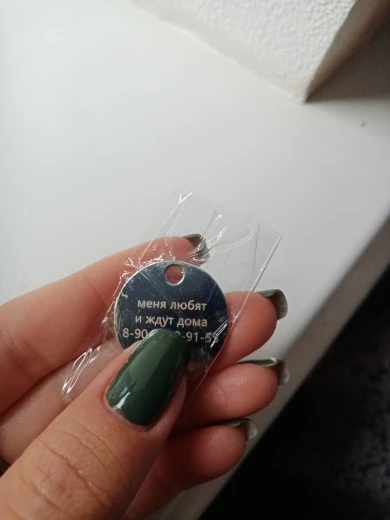 меня любят
и ждут дома